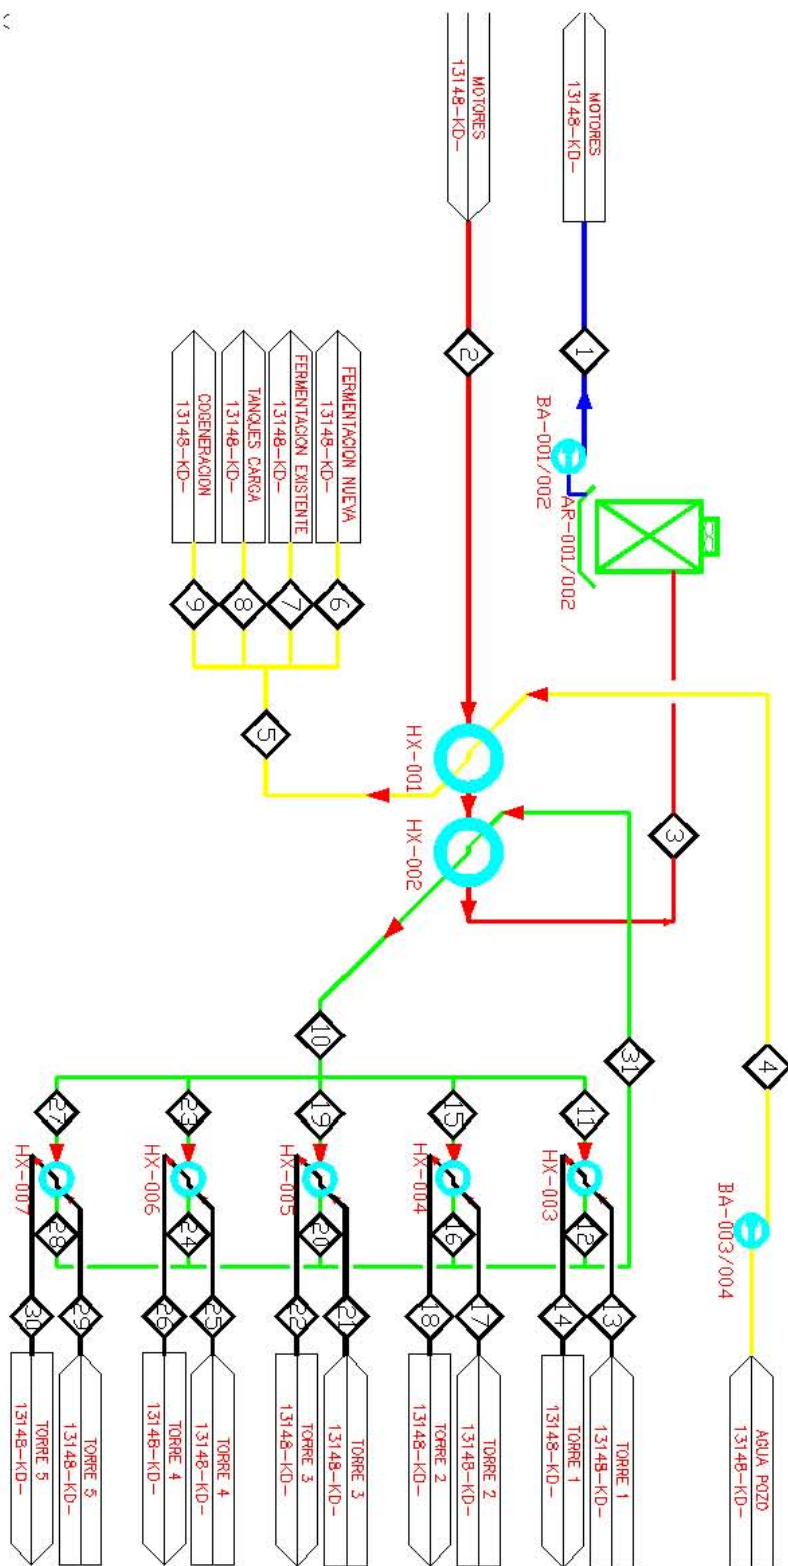 AGUA POZO
13148-KD-
4
BA-003/004
3
31
MOTORES
13148-KD-
1
AR-001/002
BA-001/002
11
12
13
TORRE 1
13148-KD-
14
TORRE 1
13148-KD-
HX-003
MOTORES
13148-KD-
2
HX-001
HX-002
15
16
17
TORRE 2
13148-KD-
18
TORRE 2
13148-KD-
HX-004
FERMENTACION NUEVA
13148-KD-
6
10
19
20
21
TORRE 3
13148-KD-
22
TORRE 3
13148-KD-
HX-005
FERMENTACION EXISTENTE
13148-KD-
7
5
TANQUES CARGA
13148-KD-
8
COGENERACION
13148-KD-
9
23
24
25
TORRE 4
13148-KD-
26
TORRE 4
13148-KD-
HX-006
27
28
29
TORRE 5
13148-KD-
30
TORRE 5
13148-KD-
HX-007